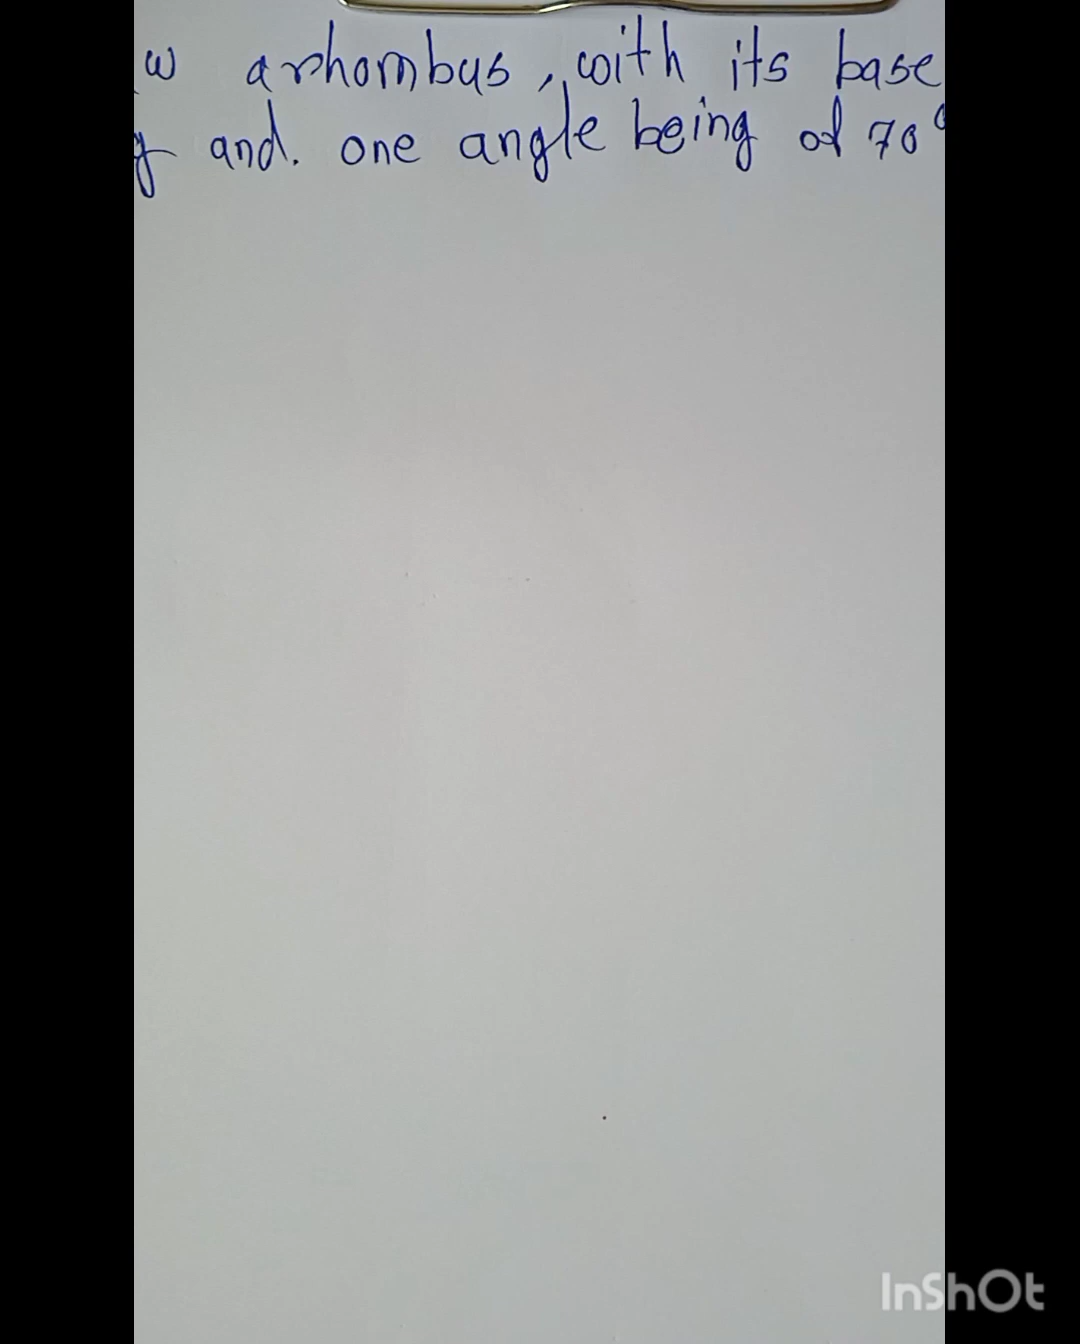 w a rhombus, with its base
y and. one angle being of 70°
InShOt